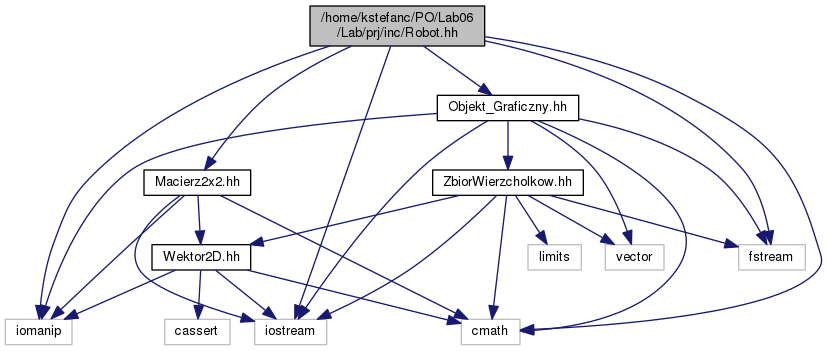 /home/kstefanc/PO/Lab06
/Lab/prj/inc/Robot.hh
Objekt_Graficzny.hh
Macierz2x2.hh
ZbiorWierzcholkow.hh
Wektor2D.hh
limits
vector
fstream
iomanip
cassert
iostream
cmath